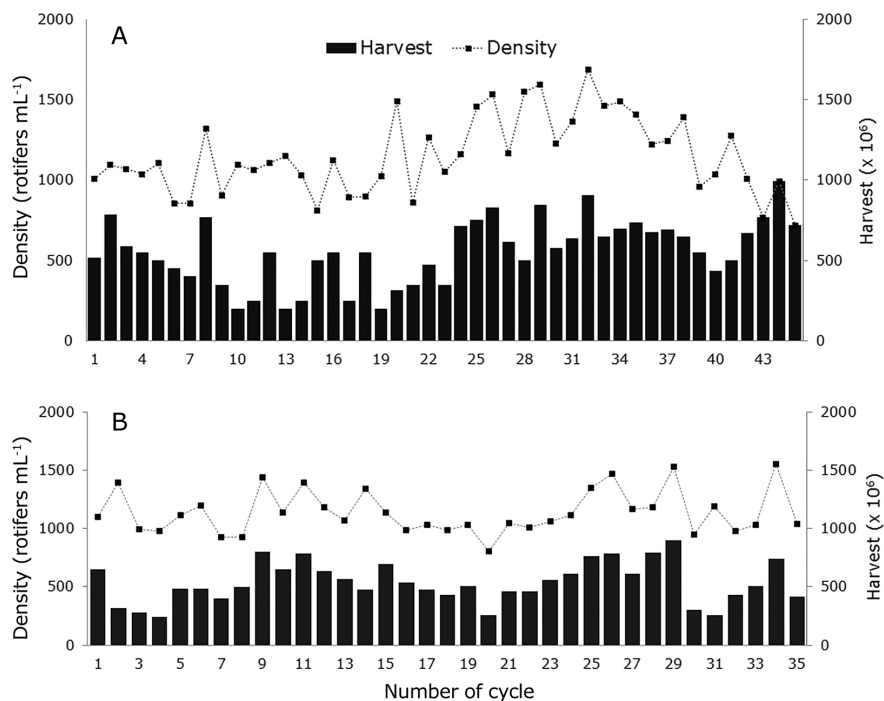 A
Harvest
Density
Density (rotifers mL⁻¹)
2000
1500
1000
500
0
2000
1500
1000
500
0
Harvest (x 10⁶)
1 4 7 10 13 16 19 22 25 28 31 34 37 40 43
B
Density (rotifers mL⁻¹)
2000
1500
1000
500
0
2000
1500
1000
500
0
Harvest (x 10⁶)
1 3 5 7 9 11 13 15 17 19 21 23 25 27 29 31 33 35
Number of cycle